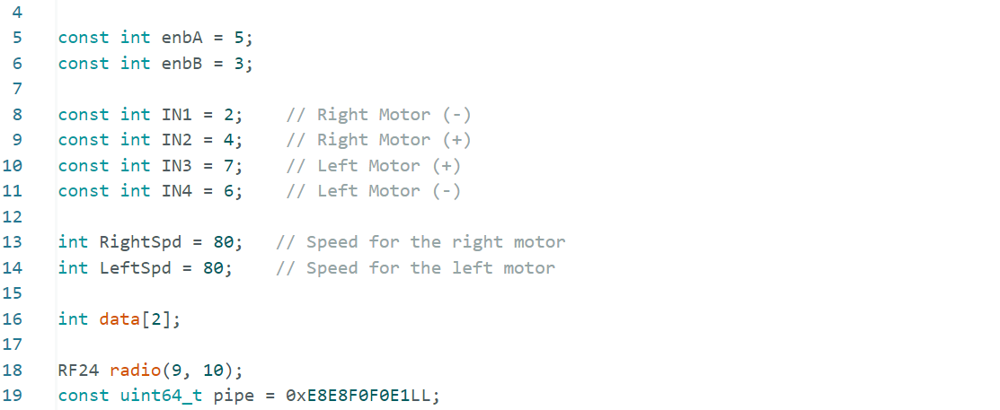 4
5 const int enbA = 5;
6 const int enbB = 3;
7
8 const int IN1 = 2;    // Right Motor (-)
9 const int IN2 = 4;    // Right Motor (+)
10 const int IN3 = 7;    // Left Motor (+)
11 const int IN4 = 6;    // Left Motor (-)
12
13 int RightSpd = 80;   // Speed for the right motor
14 int LeftSpd = 80;    // Speed for the left motor
15
16 int data[2];
17
18 RF24 radio(9, 10);
19 const uint64_t pipe = 0xE8E8F0F0E1LL;